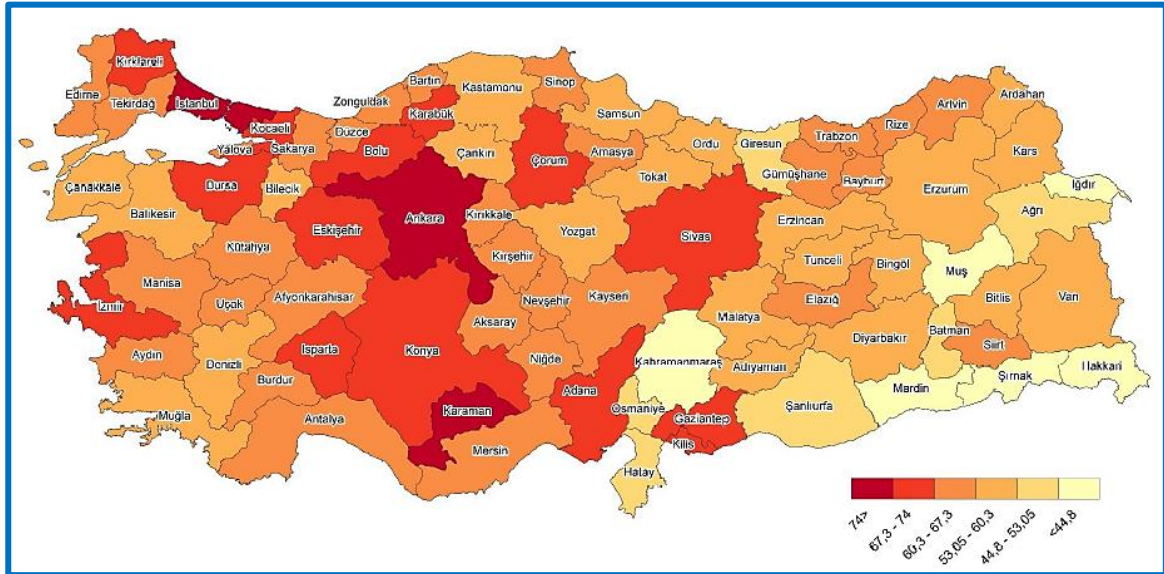 Kırklareli
Edirne
Tekirdağ
İstanbul
Kocaeli
Yalova
Sakarya
Düzce
Zonguldak
Bartın
Karabük
Kastamonu
Sinop
Samsun
Bolu
Çankırı
Çorum
Amasya
Ordu
Giresun
Trabzon
Rize
Artvin
Ardahan
Kars
Gümüşhane
Bayburt
Erzurum
Iğdır
Ağrı
Çanakkale
Balıkesir
Bursa
Bilecik
Eskişehir
Ankara
Kırıkkale
Yozgat
Tokat
Sivas
Erzincan
Tunceli
Bingöl
Muş
Bitlis
Van
Kütahya
Manisa
Uşak
Afyonkarahisar
Kırşehir
Nevşehir
Kayseri
Malatya
Elazığ
Diyarbakır
Batman
Siirt
Hakkari
Şırnak
Mardin
İzmir
Aydın
Denizli
Isparta
Burdur
Konya
Aksaray
Niğde
Kahramanmaraş
Adıyaman
Şanlıurfa
Muğla
Antalya
Karaman
Mersin
Adana
Osmaniye
Gaziantep
Kilis
Hatay
74>
67,3 - 74
60,3 - 67,3
53,05 - 60,3
44,8 - 53,05
<44,8